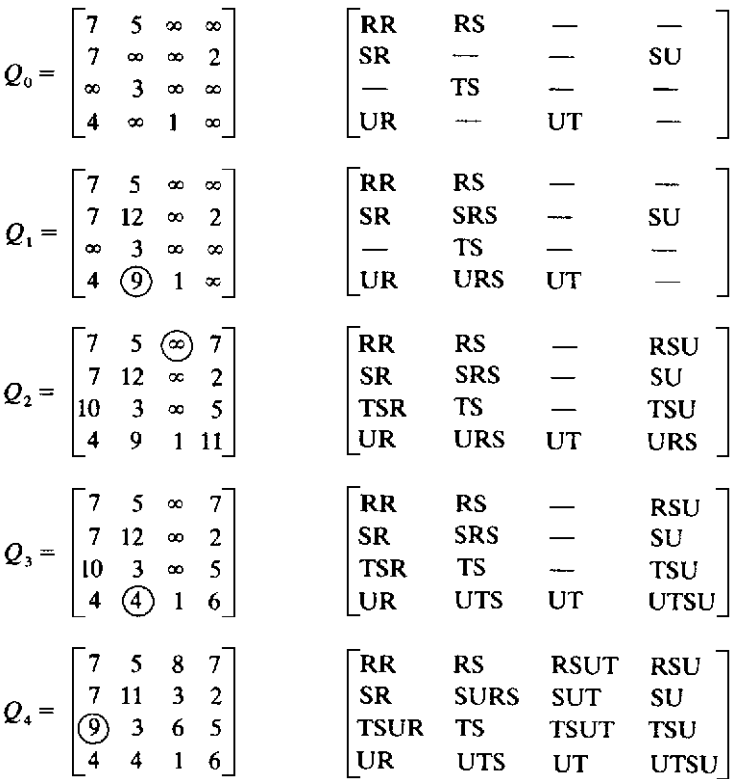 7 5 ∞ ∞ RR RS — —
7 ∞ ∞ 2 SR — — SU
Q₀ =
∞ 3 ∞ ∞ — TS — —
4 ∞ 1 ∞ UR — UT —
7 5 ∞ ∞ RR RS — —
7 12 ∞ 2 SR SRS — SU
Q₁ =
∞ 3 ∞ ∞ — TS — —
4 9 1 ∞ UR URS UT —
7 5 ∞ 7 RR RS — RSU
7 12 ∞ 2 SR SRS — SU
Q₂ =
10 3 ∞ 5 TSR TS — TSU
4 9 1 11 UR URS UT URS
7 5 ∞ 7 RR RS — RSU
7 12 ∞ 2 SR SRS — SU
Q₃ =
10 3 ∞ 5 TSR TS — TSU
4 4 1 6 UR UTS UT UTSU
7 5 8 7 RR RS RSUT RSU
7 11 3 2 SR SURS SUT SU
Q₄ =
9 3 6 5 TSUR TS TSUT TSU
4 4 1 6 UR UTS UT UTSU